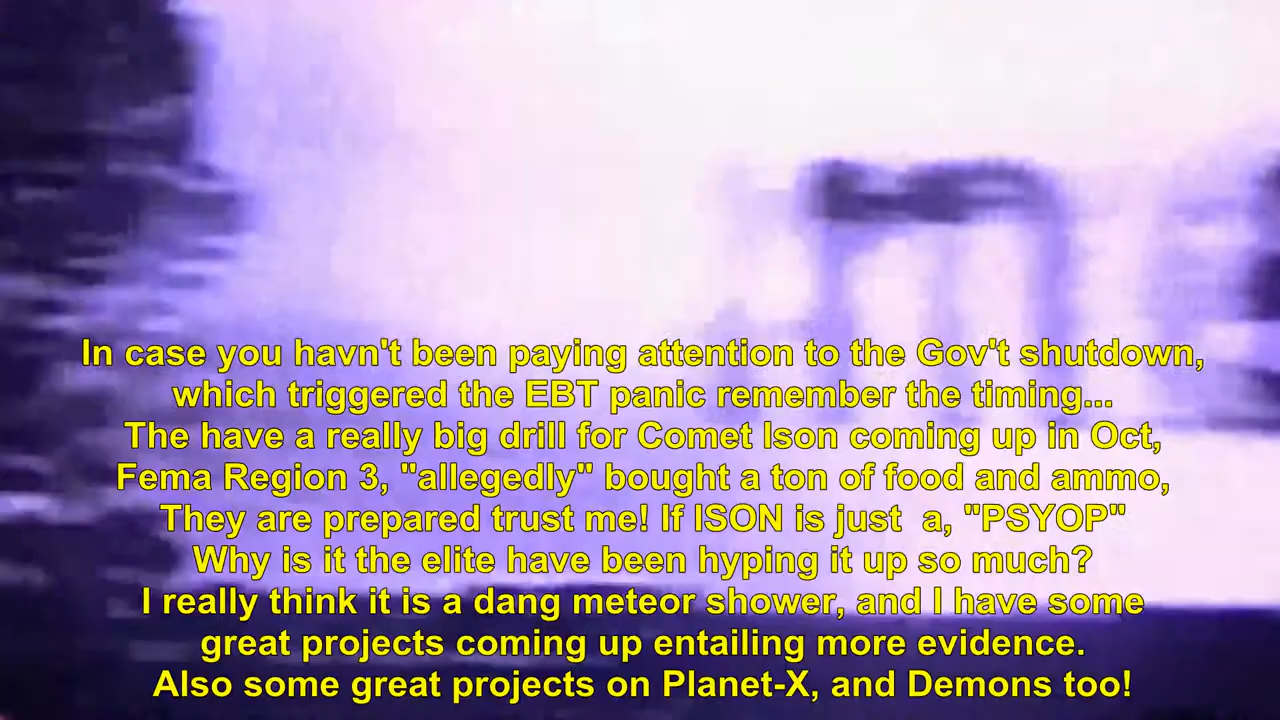 In case you havn't been paying attention to the Gov't shutdown,
which triggered the EBT panic remember the timing...
The have a really big drill for Comet Ison coming up in Oct,
Fema Region 3, "allegedly" bought a ton of food and ammo,
They are prepared trust me! If ISON is just  a, "PSYOP"
Why is it the elite have been hyping it up so much?
I really think it is a dang meteor shower, and I have some
great projects coming up entailing more evidence.
Also some great projects on Planet-X, and Demons too!